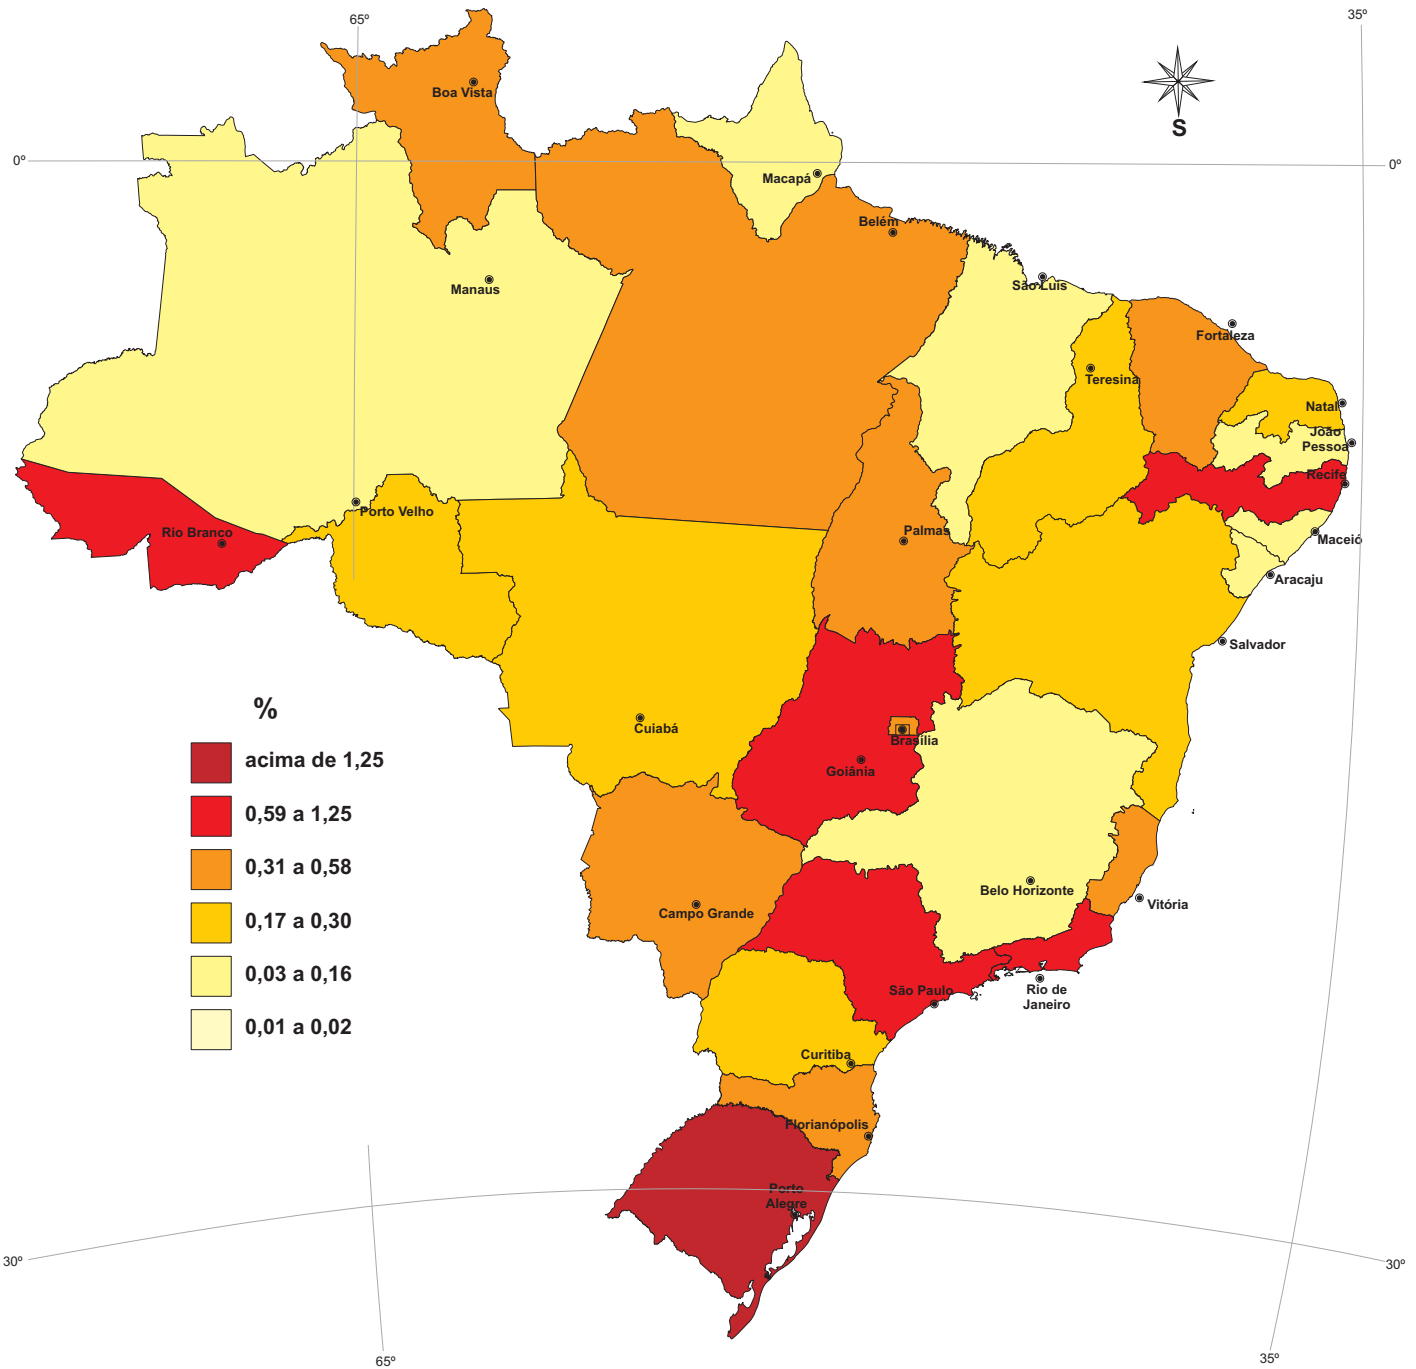 65º
35º
Boa Vista
S
0º
0º
Macapá
Belém
Manaus
São Luis
Fortaleza
Teresina
Natal
João
Pessoa
Recife
Porto Velho
Rio Branco
Palmas
Maceió
Aracaju
Salvador
%
Cuiabá
Brasília
Goiânia
acima de 1,25
0,59 a 1,25
0,31 a 0,58
0,17 a 0,30
0,03 a 0,16
0,01 a 0,02
Belo Horizonte
Vitória
Campo Grande
São Paulo
Rio de
Janeiro
Curitiba
Florianópolis
Porto
Alegre
30º
30º
65º
35º